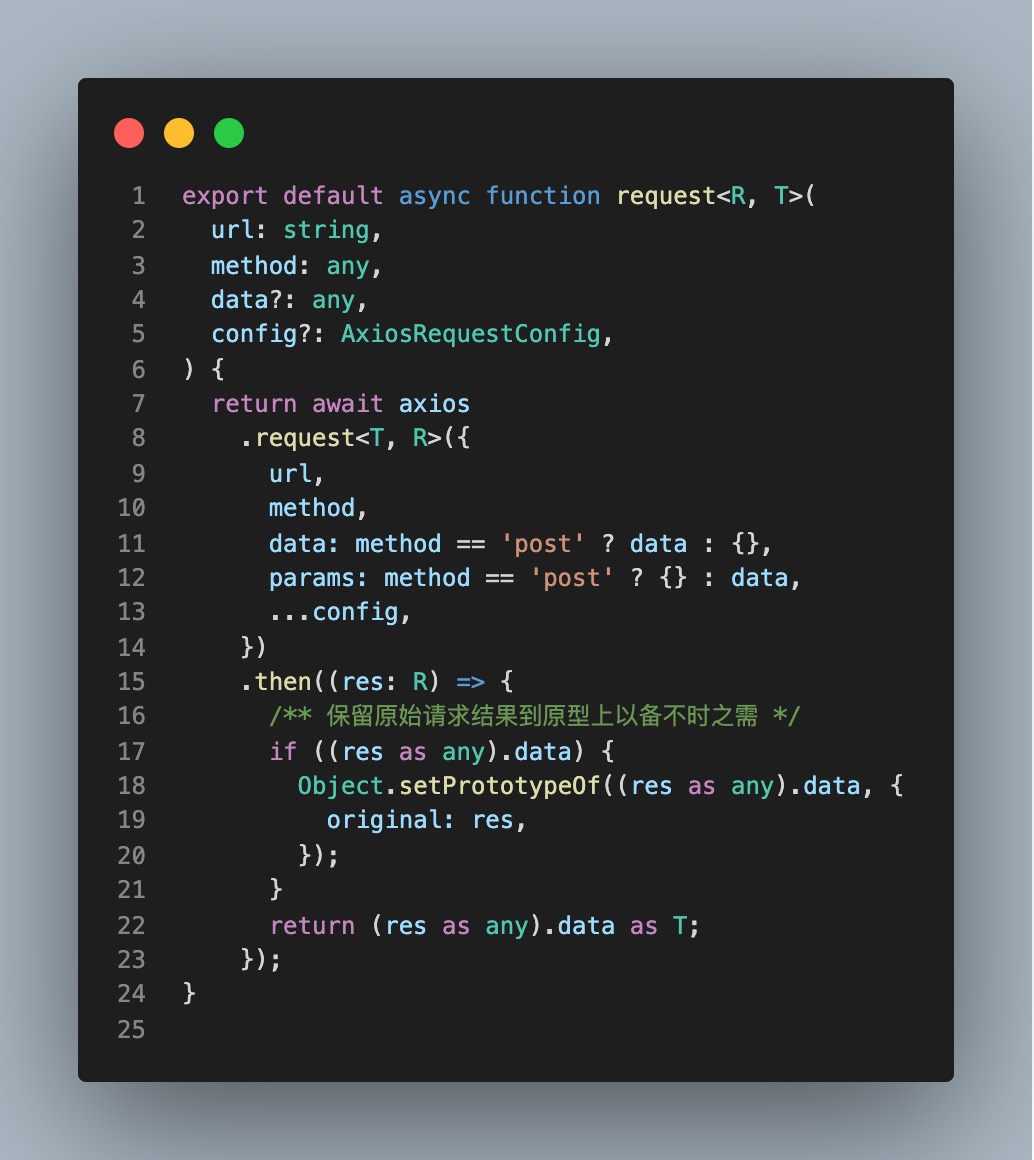 1 export default async function request<R, T>(
2   url: string,
3   method: any,
4   data?: any,
5   config?: AxiosRequestConfig,
6 ) {
7   return await axios
8     .request<T, R>({
9       url,
10       method,
11       data: method == 'post' ? data : {},
12       params: method == 'post' ? {} : data,
13       ...config,
14     })
15     .then((res: R) => {
16       /** 保留原始请求结果到原型上以备不时之需 */
17       if ((res as any).data) {
18         Object.setPrototypeOf((res as any).data, {
19           original: res,
20         });
21       }
22       return (res as any).data as T;
23     });
24 }
25